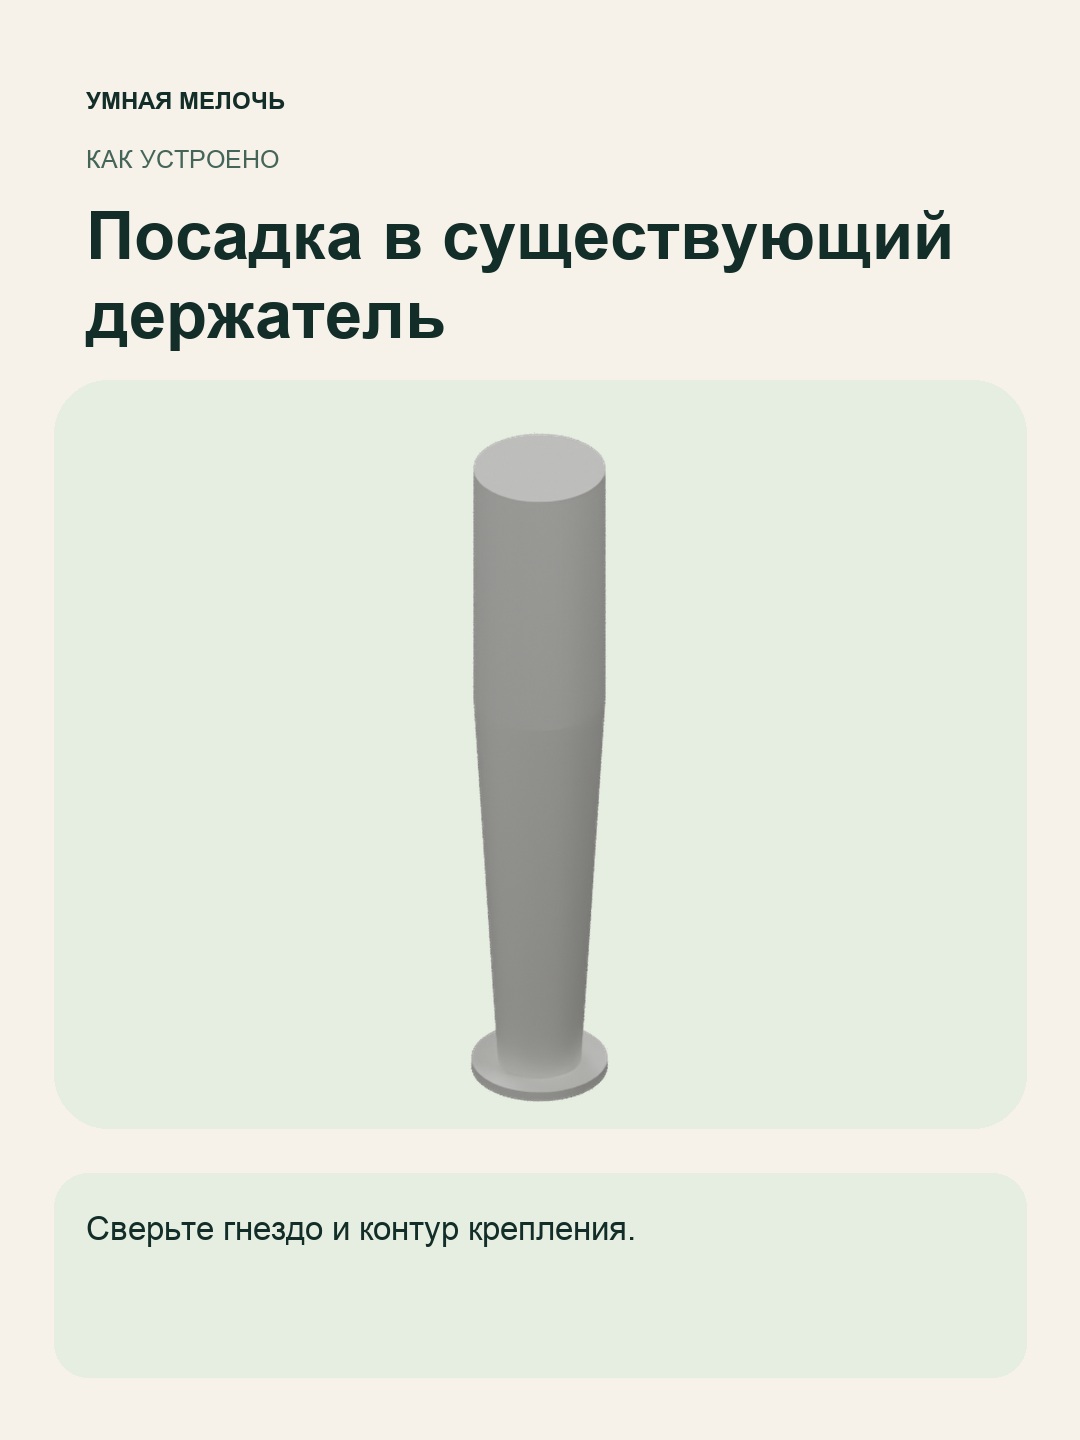 УМНАЯ МЕЛОЧЬ
КАК УСТРОЕНО
Посадка в существующий
держатель
Сверьте гнездо и контур крепления.